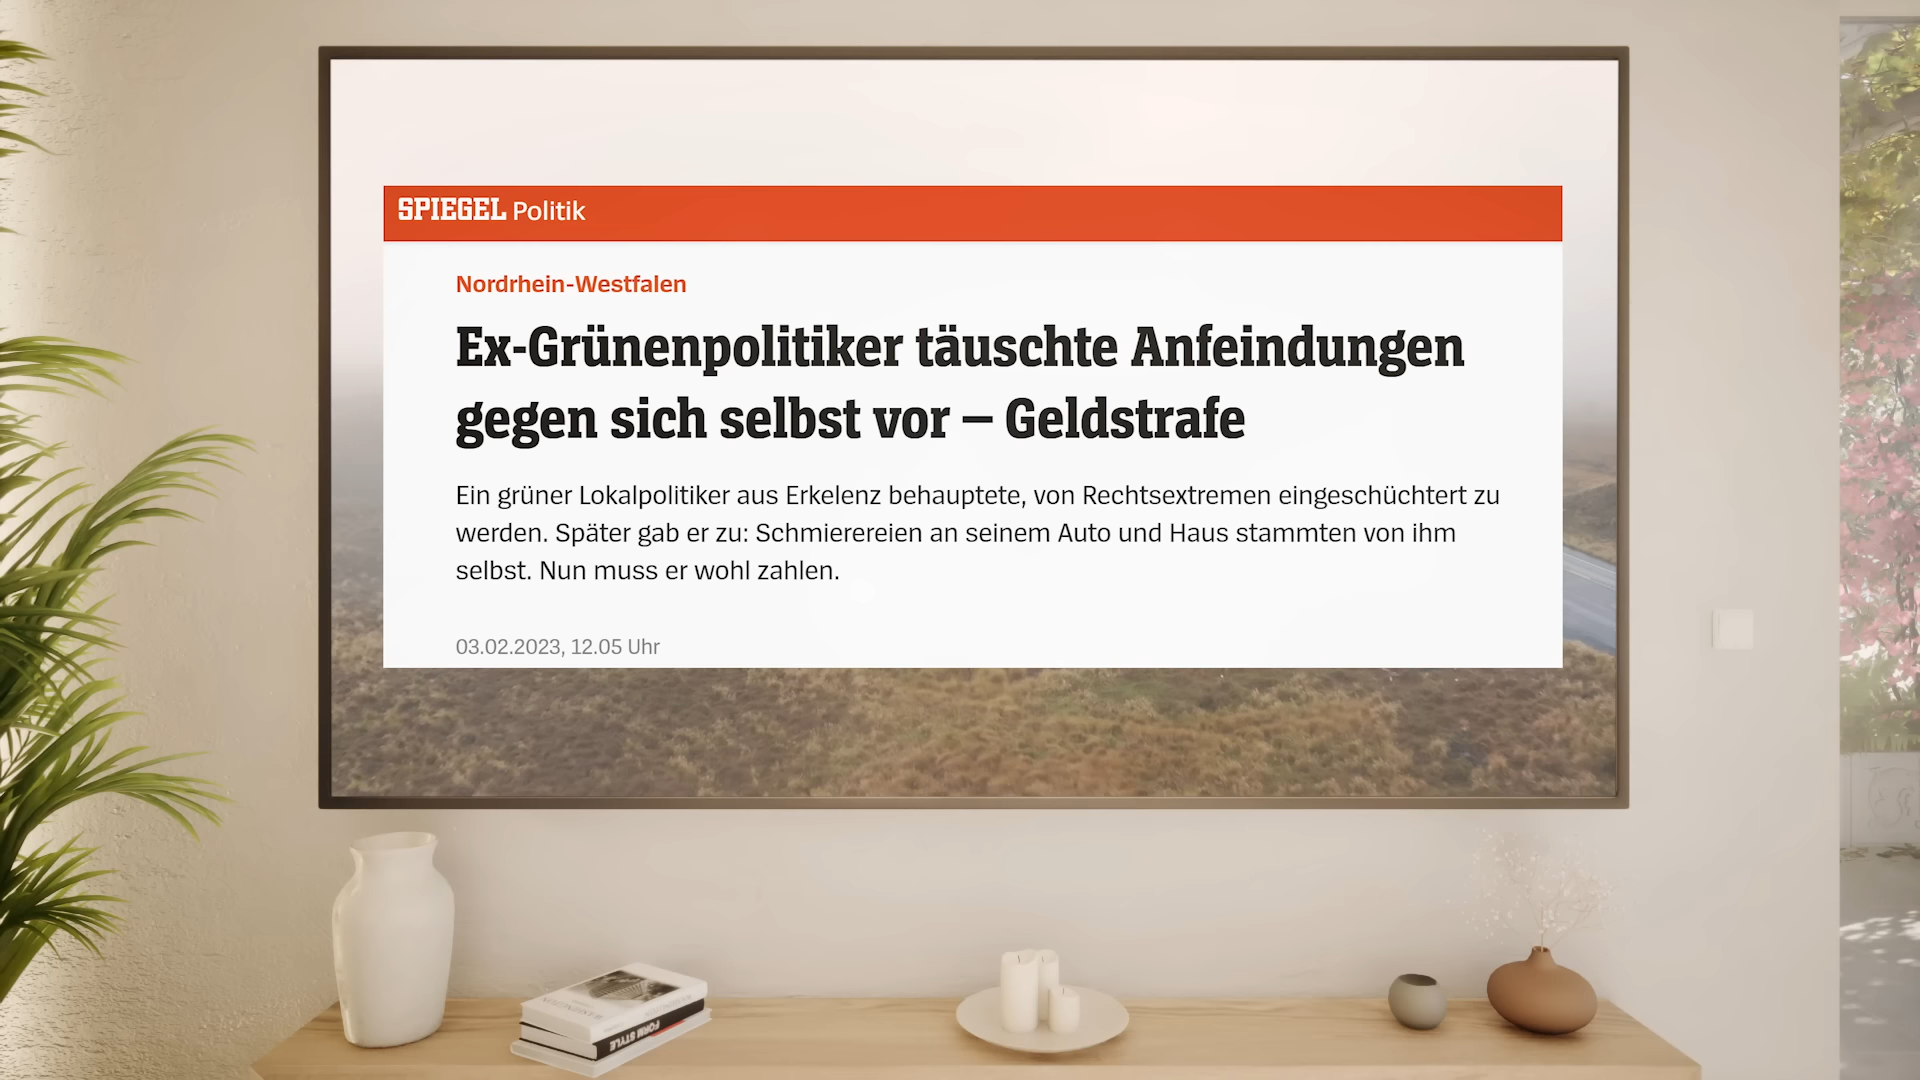 SPIEGEL Politik
Nordrhein-Westfalen
Ex-Grünenpolitiker täuschte Anfeindungen
gegen sich selbst vor – Geldstrafe
Ein grüner Lokalpolitiker aus Erkelenz behauptete, von Rechtsextremen eingeschüchtert zu
werden. Später gab er zu: Schmierereien an seinem Auto und Haus stammten von ihm
selbst. Nun muss er wohl zahlen.
03.02.2023, 12.05 Uhr
FORM STYLE